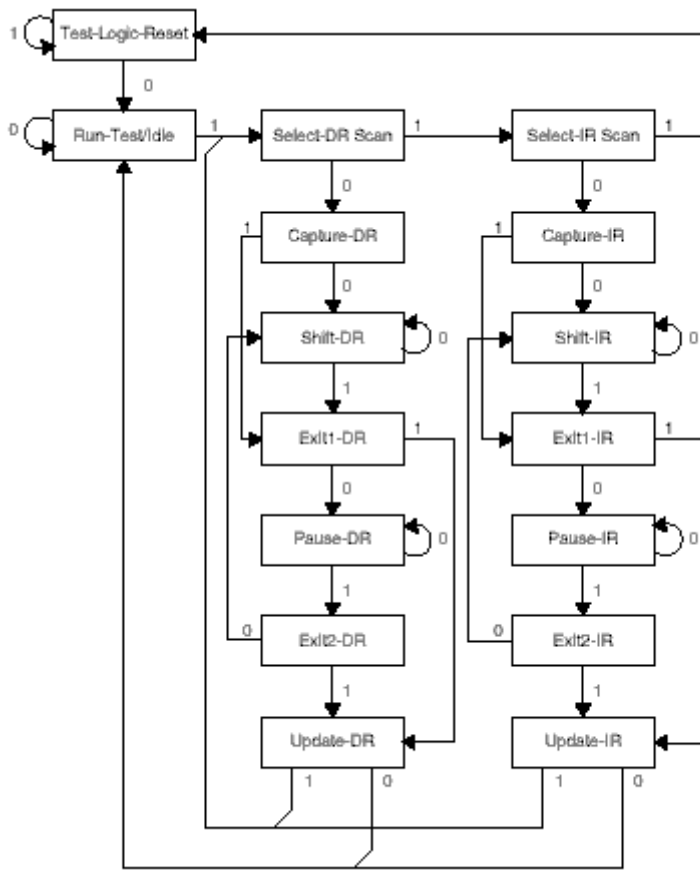 1
Test-Logic-Reset
0
0
Run-Test/Idle
1
Select-DR Scan
1
Select-IR Scan
1
0
0
1
Capture-DR
1
Capture-IR
0
0
Shift-DR
0
Shift-IR
0
1
1
Exit1-DR
1
Exit1-IR
1
0
0
Pause-DR
0
Pause-IR
0
1
1
0
Exit2-DR
0
Exit2-IR
1
1
Update-DR
Update-IR
1
0
1
0